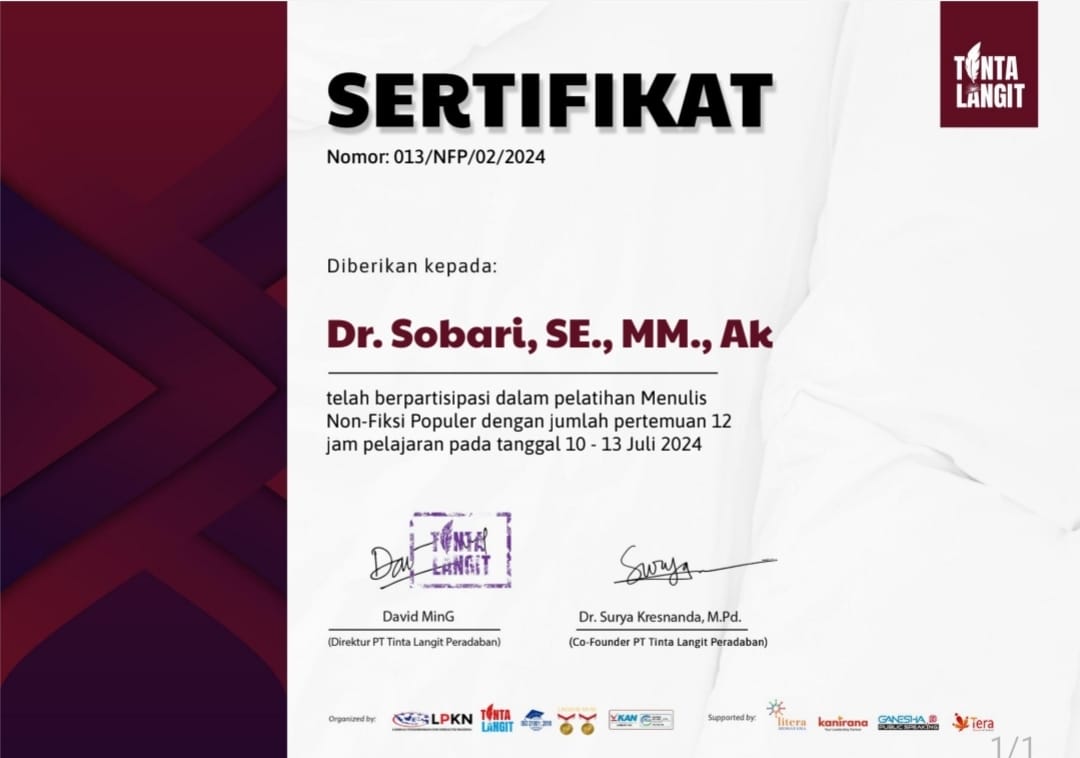 TINTA
LANGIT
SERTIFIKAT
Nomor: 013/NFP/02/2024
Diberikan kepada:
Dr. Sobari, SE., MM., Ak
telah berpartisipasi dalam pelatihan Menulis
Non-Fiksi Populer dengan jumlah pertemuan 12
jam pelajaran pada tanggal 10 - 13 Juli 2024
TINTA
LANGIT
Surya
David MinG
(Direktur PT Tinta Langit Peradaban)
Dr. Surya Kresnanda, M.Pd.
(Co-Founder PT Tinta Langit Peradaban)
Organized by:
LPKN
TINTA
LANGIT
KAN
Supported by:
litera
kanirana
GANESHA
PUBLIC SPEAKING
Tera
1/1